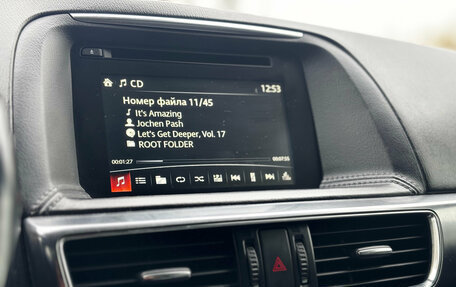 CD
12:53
Номер файла 11/45
It's Amazing
Jochen Pash
Let's Get Deeper, Vol. 17
ROOT FOLDER
00:01:27
00:07:55